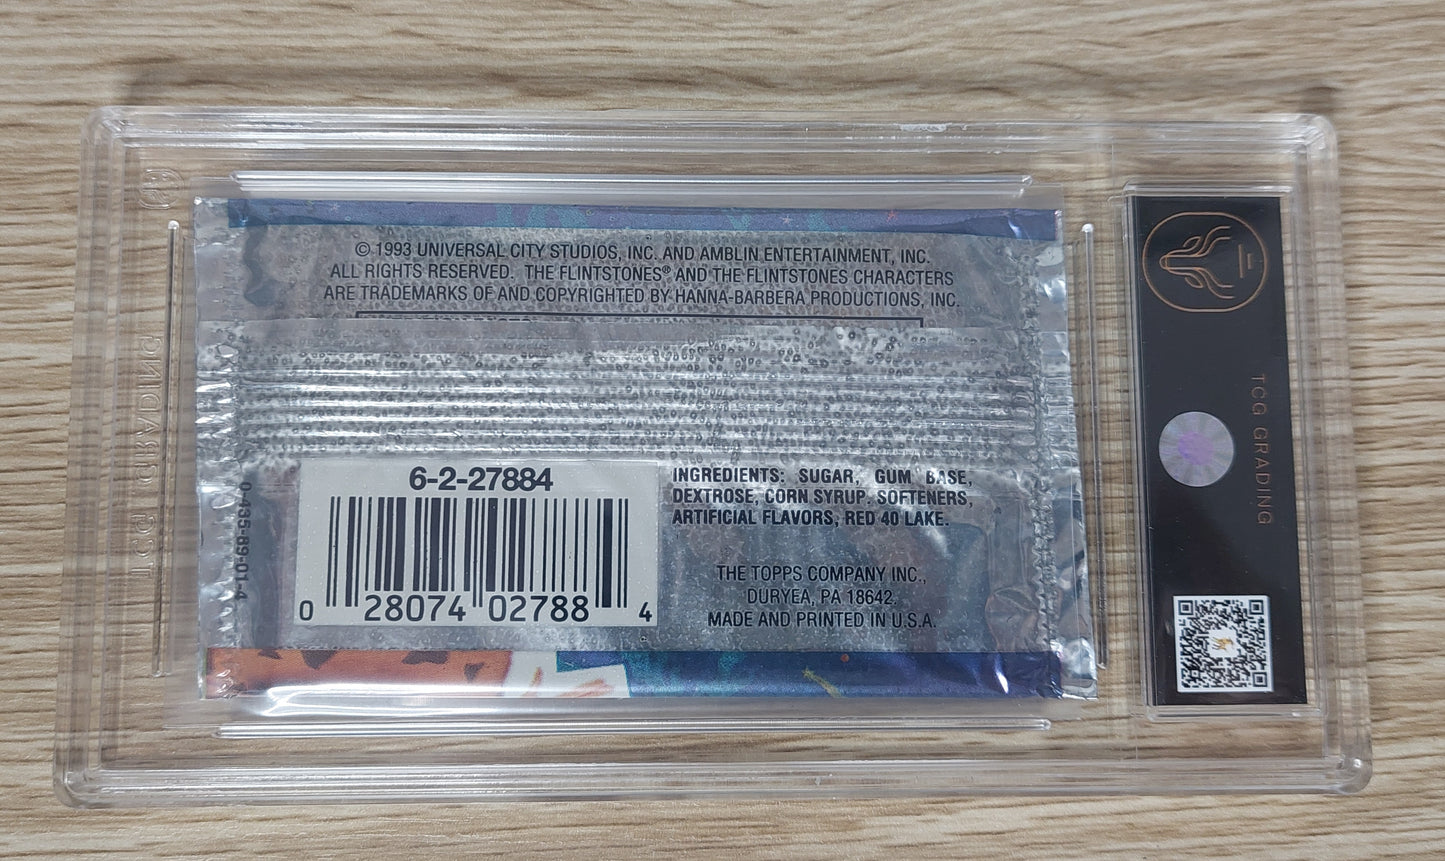 © 1993 UNIVERSAL CITY STUDIOS, INC. AND AMBLIN ENTERTAINMENT, INC.
ALL RIGHTS RESERVED. THE FLINTSTONES® AND THE FLINTSTONES CHARACTERS
ARE TRADEMARKS OF AND COPYRIGHTED BY HANNA-BARBERA PRODUCTIONS, INC.
6-2-27884
0 28074 02788 4
INGREDIENTS: SUGAR, GUM BASE,
DEXTROSE, CORN SYRUP, SOFTENERS,
ARTIFICIAL FLAVORS, RED 40 LAKE.
THE TOPPS COMPANY INC.,
DURYEA, PA 18642.
MADE AND PRINTED IN U.S.A.
0-435-89-01-4
TCG GRADING